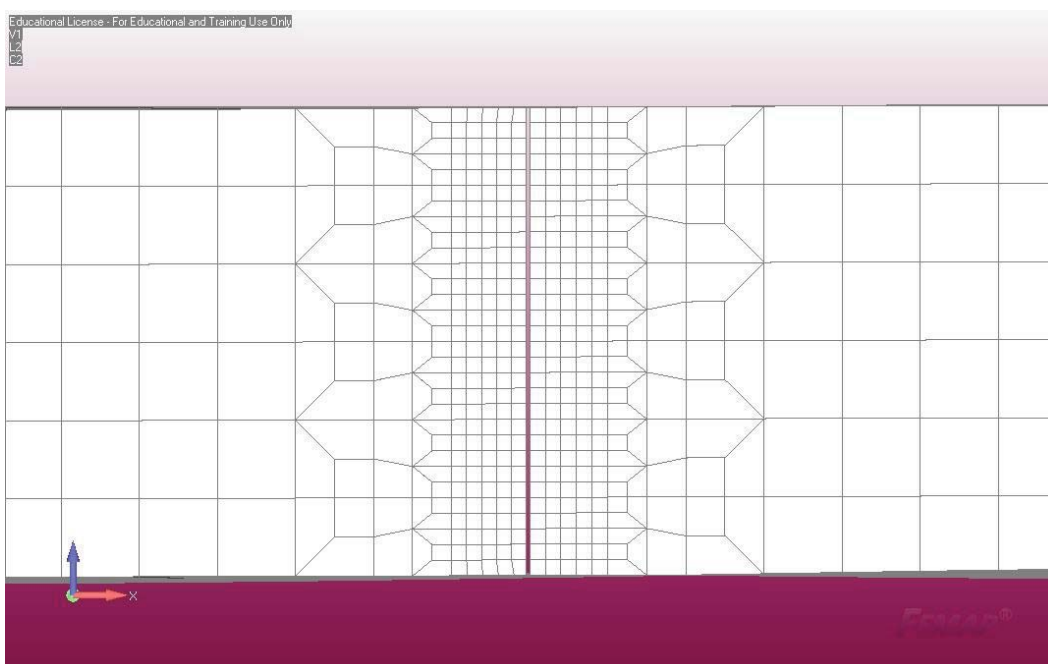 Educational License - For Educational and Training Use Only
V1
L2
C2
X
FEMAP®